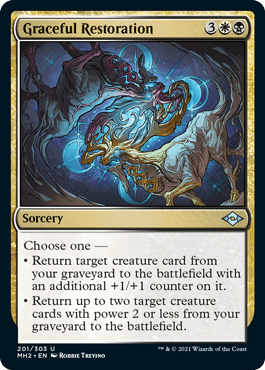 Graceful Restoration 3
Sorcery
Choose one —
• Return target creature card from
your graveyard to the battlefield with
an additional +1/+1 counter on it.
• Return up to two target creature
cards with power 2 or less from your
graveyard to the battlefield.
201/303 U
MH2 • EN Robbie Trevino ™ & © 2021 Wizards of the Coast